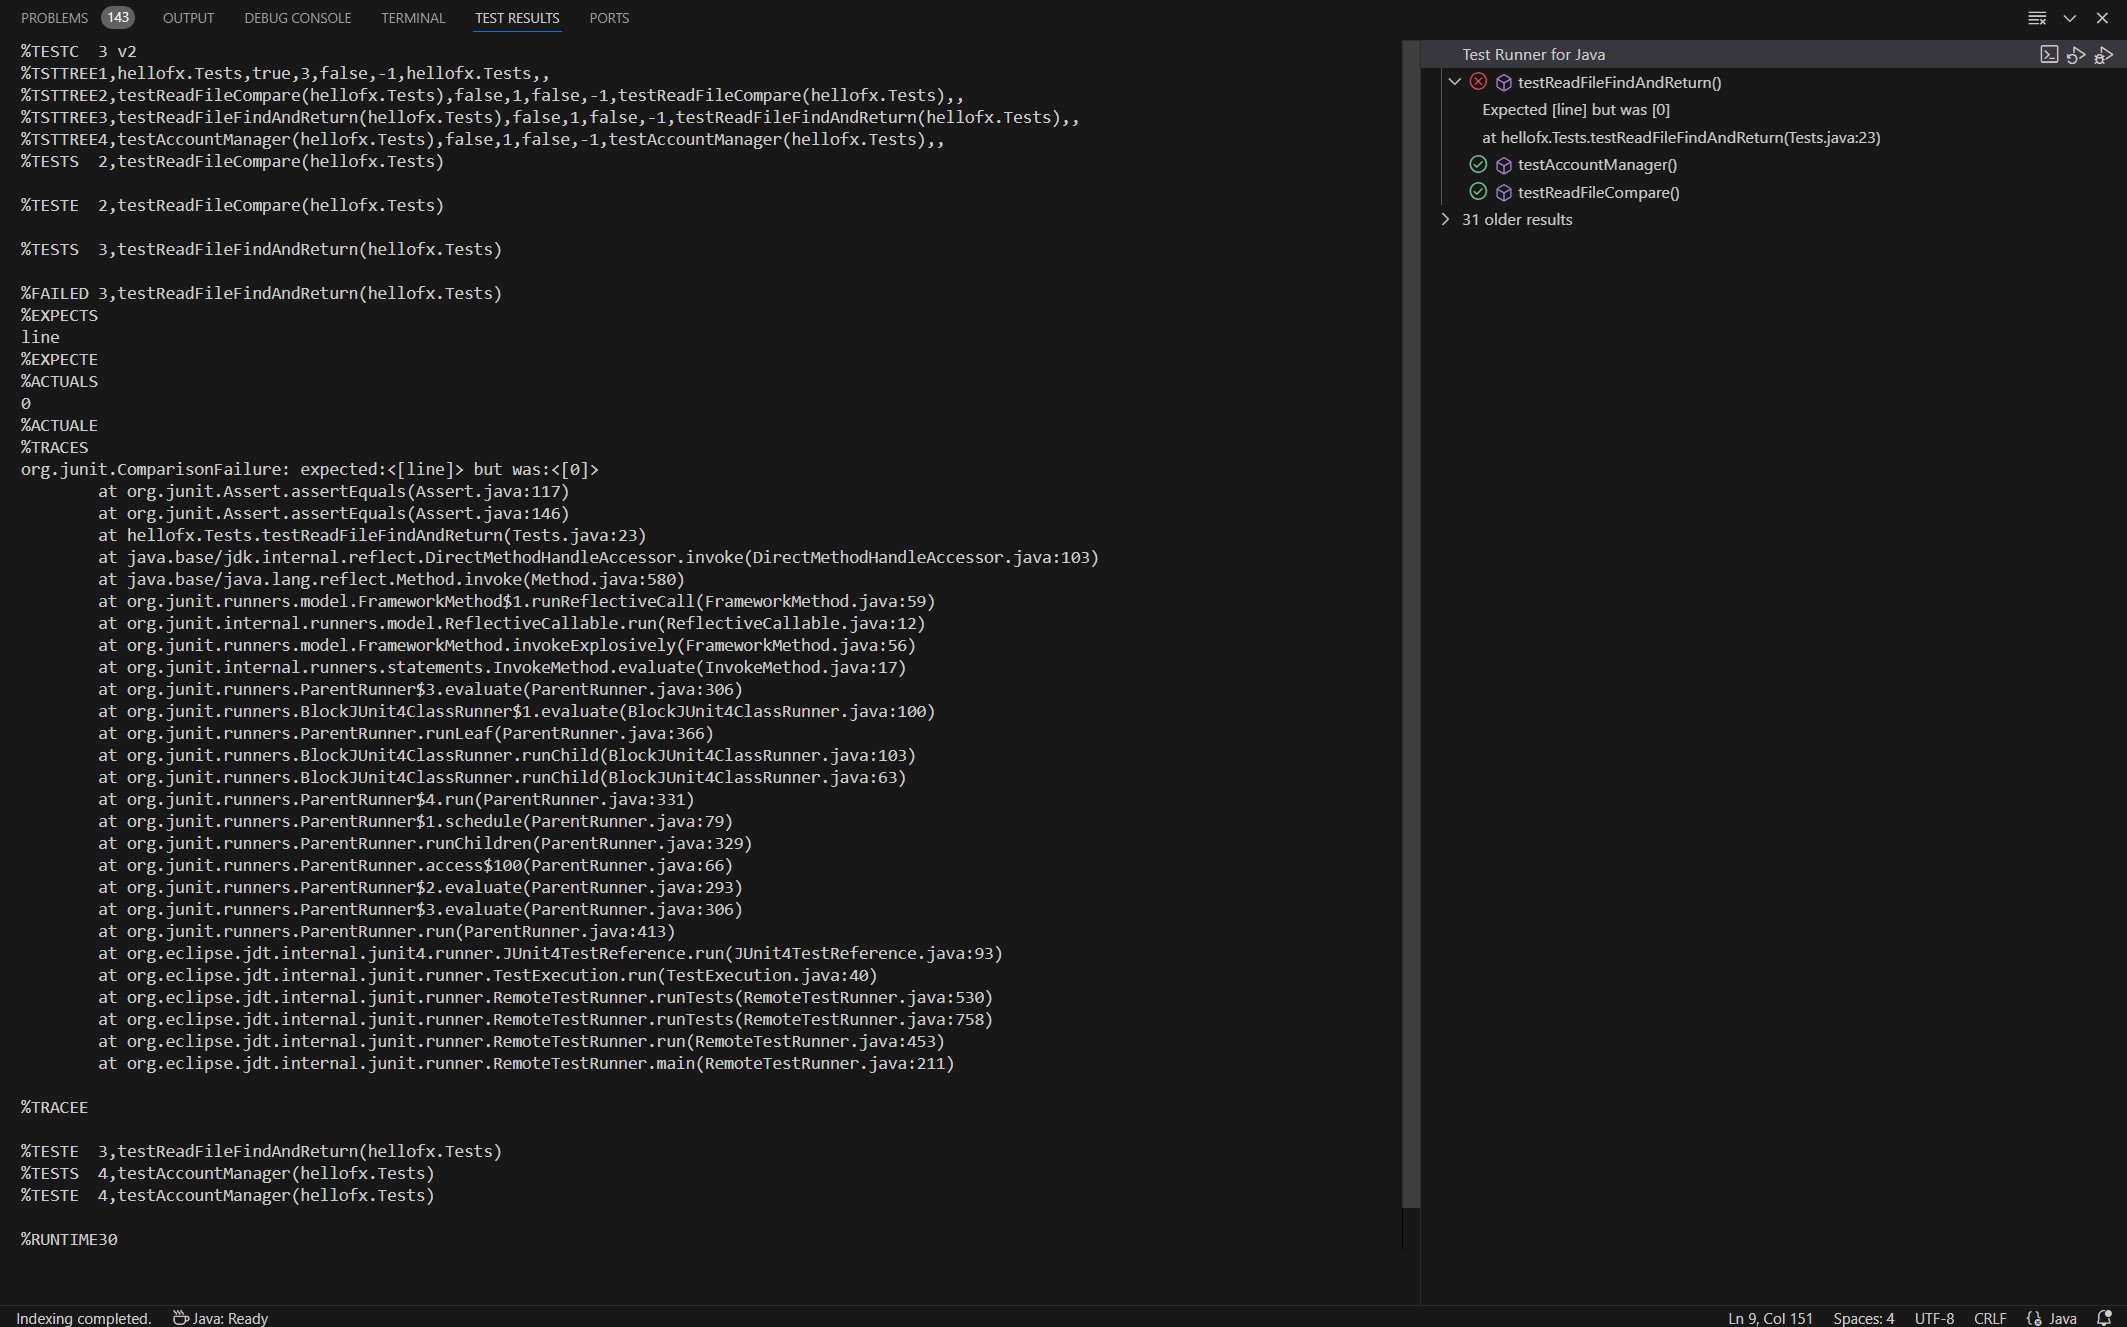 PROBLEMS 143 OUTPUT DEBUG CONSOLE TERMINAL TEST RESULTS PORTS
%TESTC  3 v2
%TSTTREE1,hellofx.Tests,true,3,false,-1,hellofx.Tests,,
%TSTTREE2,testReadFileCompare(hellofx.Tests),false,1,false,-1,testReadFileCompare(hellofx.Tests),,
%TSTTREE3,testReadFileFindAndReturn(hellofx.Tests),false,1,false,-1,testReadFileFindAndReturn(hellofx.Tests),,
%TSTTREE4,testAccountManager(hellofx.Tests),false,1,false,-1,testAccountManager(hellofx.Tests),,
%TESTS  2,testReadFileCompare(hellofx.Tests)
%TESTE  2,testReadFileCompare(hellofx.Tests)
%TESTS  3,testReadFileFindAndReturn(hellofx.Tests)
%FAILED 3,testReadFileFindAndReturn(hellofx.Tests)
%EXPECTS
line
%EXPECTE
%ACTUALS
0
%ACTUALE
%TRACES
org.junit.ComparisonFailure: expected:<[line]> but was:<[0]>
at org.junit.Assert.assertEquals(Assert.java:117)
at org.junit.Assert.assertEquals(Assert.java:146)
at hellofx.Tests.testReadFileFindAndReturn(Tests.java:23)
at java.base/jdk.internal.reflect.DirectMethodHandleAccessor.invoke(DirectMethodHandleAccessor.java:103)
at java.base/java.lang.reflect.Method.invoke(Method.java:580)
at org.junit.runners.model.FrameworkMethod$1.runReflectiveCall(FrameworkMethod.java:59)
at org.junit.internal.runners.model.ReflectiveCallable.run(ReflectiveCallable.java:12)
at org.junit.runners.model.FrameworkMethod.invokeExplosively(FrameworkMethod.java:56)
at org.junit.internal.runners.statements.InvokeMethod.evaluate(InvokeMethod.java:17)
at org.junit.runners.ParentRunner$3.evaluate(ParentRunner.java:306)
at org.junit.runners.BlockJUnit4ClassRunner$1.evaluate(BlockJUnit4ClassRunner.java:100)
at org.junit.runners.ParentRunner.runLeaf(ParentRunner.java:366)
at org.junit.runners.BlockJUnit4ClassRunner.runChild(BlockJUnit4ClassRunner.java:103)
at org.junit.runners.BlockJUnit4ClassRunner.runChild(BlockJUnit4ClassRunner.java:63)
at org.junit.runners.ParentRunner$4.run(ParentRunner.java:331)
at org.junit.runners.ParentRunner$1.schedule(ParentRunner.java:79)
at org.junit.runners.ParentRunner.runChildren(ParentRunner.java:329)
at org.junit.runners.ParentRunner.access$100(ParentRunner.java:66)
at org.junit.runners.ParentRunner$2.evaluate(ParentRunner.java:293)
at org.junit.runners.ParentRunner$3.evaluate(ParentRunner.java:306)
at org.junit.runners.ParentRunner.run(ParentRunner.java:413)
at org.eclipse.jdt.internal.junit4.runner.JUnit4TestReference.run(JUnit4TestReference.java:93)
at org.eclipse.jdt.internal.junit.runner.TestExecution.run(TestExecution.java:40)
at org.eclipse.jdt.internal.junit.runner.RemoteTestRunner.runTests(RemoteTestRunner.java:530)
at org.eclipse.jdt.internal.junit.runner.RemoteTestRunner.runTests(RemoteTestRunner.java:758)
at org.eclipse.jdt.internal.junit.runner.RemoteTestRunner.run(RemoteTestRunner.java:453)
at org.eclipse.jdt.internal.junit.runner.RemoteTestRunner.main(RemoteTestRunner.java:211)
%TRACEE
%TESTE  3,testReadFileFindAndReturn(hellofx.Tests)
%TESTS  4,testAccountManager(hellofx.Tests)
%TESTE  4,testAccountManager(hellofx.Tests)
%RUNTIME30
Test Runner for Java
testReadFileFindAndReturn()
Expected [line] but was [0]
at hellofx.Tests.testReadFileFindAndReturn(Tests.java:23)
testAccountManager()
testReadFileCompare()
31 older results
Indexing completed. Java: Ready Ln 9, Col 151 Spaces: 4 UTF-8 CRLF Java